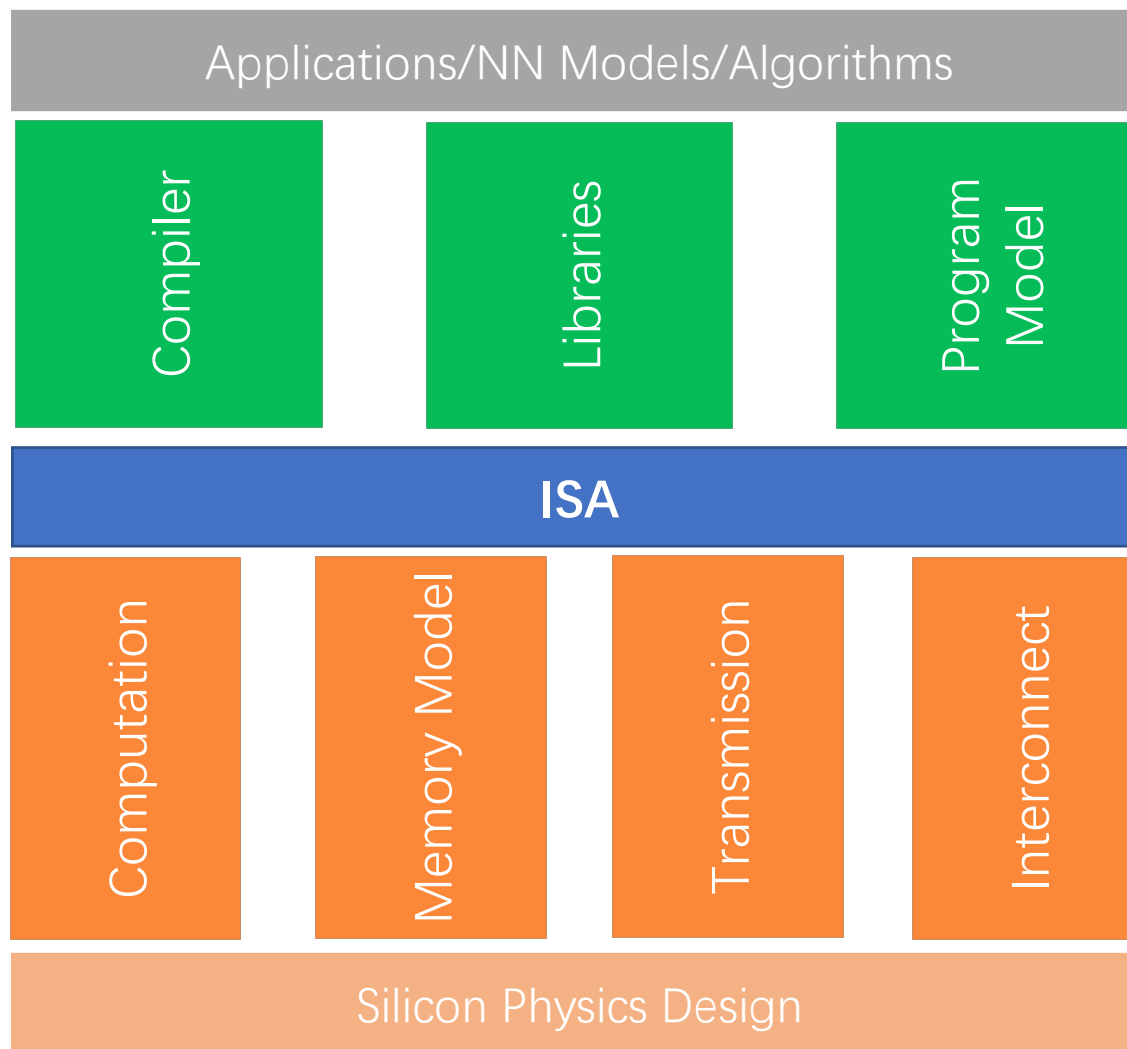 Applications/NN Models/Algorithms
Compiler
Libraries
Program
Model
ISA
Computation
Memory Model
Transmission
Interconnect
Silicon Physics Design